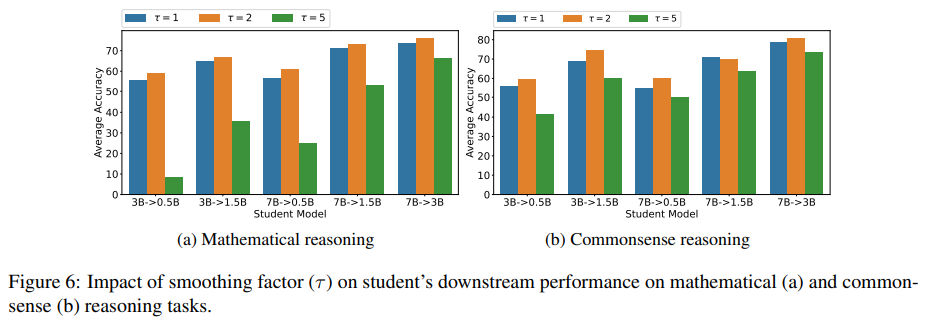 τ = 1 τ = 2 τ = 5
70
60
50
40
30
20
10
0
Average Accuracy
3B->0.5B 3B->1.5B 7B->0.5B 7B->1.5B 7B->3B
Student Model
(a) Mathematical reasoning
τ = 1 τ = 2 τ = 5
80
70
60
50
40
30
20
10
0
Average Accuracy
3B->0.5B 3B->1.5B 7B->0.5B 7B->1.5B 7B->3B
Student Model
(b) Commonsense reasoning
Figure 6: Impact of smoothing factor (τ) on student's downstream performance on mathematical (a) and common-
sense (b) reasoning tasks.